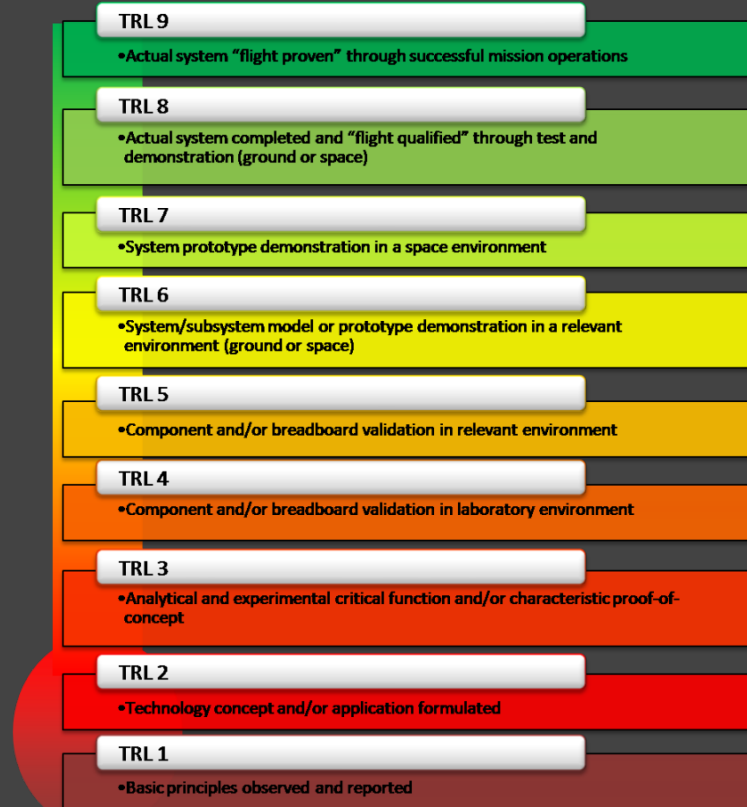 TRL 9
•Actual system “flight proven” through successful mission operations
TRL 8
•Actual system completed and “flight qualified” through test and
demonstration (ground or space)
TRL 7
•System prototype demonstration in a space environment
TRL 6
•System/subsystem model or prototype demonstration in a relevant
environment (ground or space)
TRL 5
•Component and/or breadboard validation in relevant environment
TRL 4
•Component and/or breadboard validation in laboratory environment
TRL 3
•Analytical and experimental critical function and/or characteristic proof-of-
concept
TRL 2
•Technology concept and/or application formulated
TRL 1
•Basic principles observed and reported